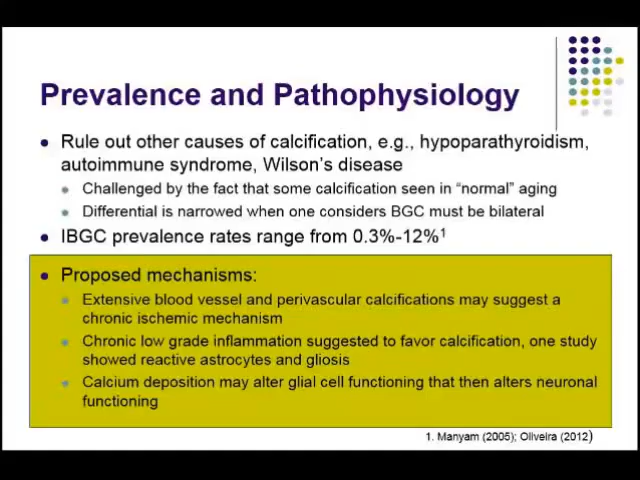 Prevalence and Pathophysiology
Rule out other causes of calcification, e.g., hypoparathyroidism,
autoimmune syndrome, Wilson's disease
Challenged by the fact that some calcification seen in "normal" aging
Differential is narrowed when one considers BGC must be bilateral
IBGC prevalence rates range from 0.3%-12%¹
Proposed mechanisms:
Extensive blood vessel and perivascular calcifications may suggest a
chronic ischemic mechanism
Chronic low grade inflammation suggested to favor calcification, one study
showed reactive astrocytes and gliosis
Calcium deposition may alter glial cell functioning that then alters neuronal
functioning
1. Manyam (2005); Oliveira (2012)